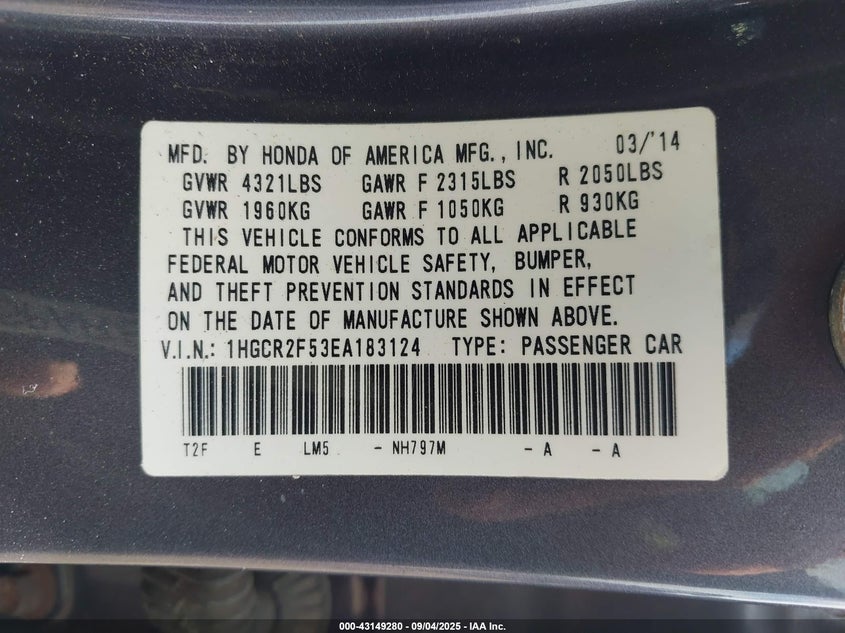 MFD. BY HONDA OF AMERICA MFG., INC. 03/'14
GVWR 4321LBS GAWR F 2315LBS R 2050LBS
GVWR 1960KG GAWR F 1050KG R 930KG
THIS VEHICLE CONFORMS TO ALL APPLICABLE
FEDERAL MOTOR VEHICLE SAFETY, BUMPER,
AND THEFT PREVENTION STANDARDS IN EFFECT
ON THE DATE OF MANUFACTURE SHOWN ABOVE.
V.I.N.: 1HGCR2F53EA183124 TYPE: PASSENGER CAR
T2F E LM5 - NH797M - A - A
000-43149280 - 09/04/2025 - IAA Inc.